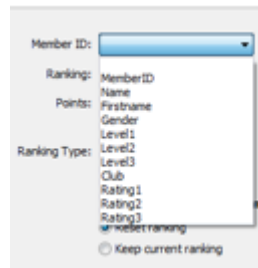 Member ID:
Ranking:
Points:
Ranking Type:
MemberID
Name
Firstname
Gender
Level1
Level2
Level3
Club
Rating1
Rating2
Rating3
Reset ranking
Keep current ranking